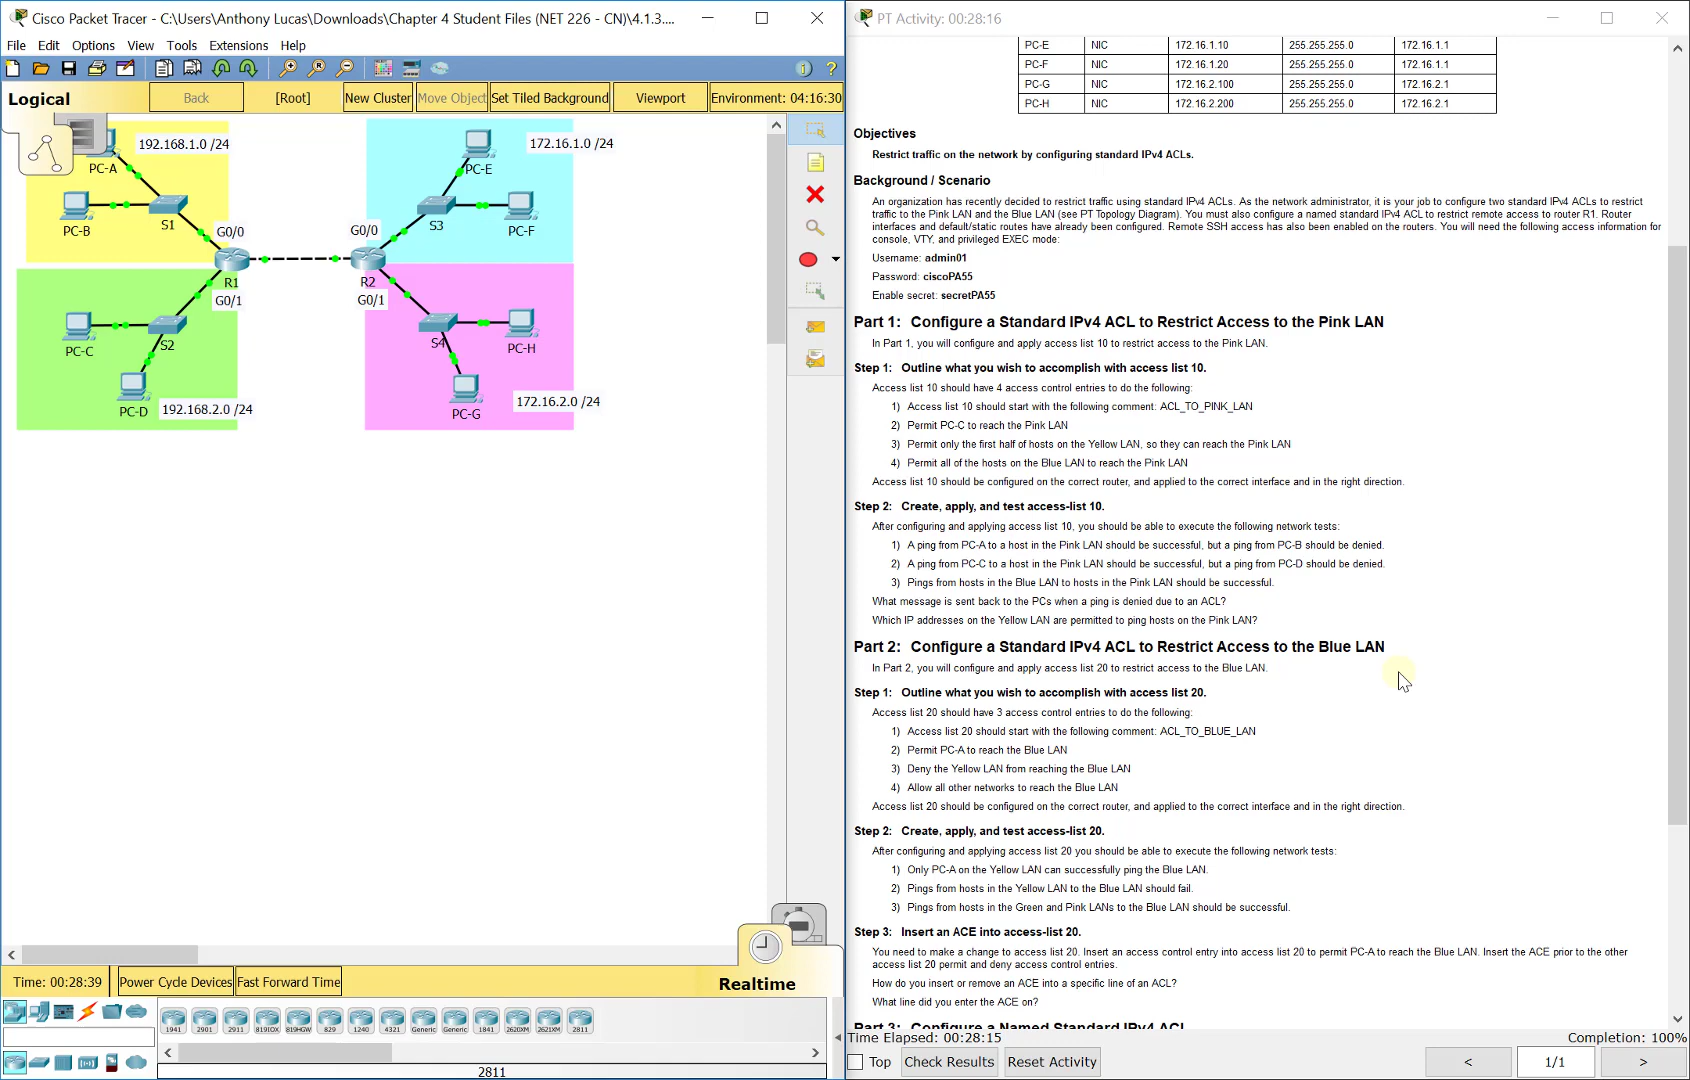 Cisco Packet Tracer - C:\Users\Anthony Lucas\Downloads\Chapter 4 Student Files (NET 226 - CN)\4.1.3....
File Edit Options View Tools Extensions Help
Logical Back [Root] New Cluster Move Object Set Tiled Background Viewport Environment: 04:16:30
192.168.1.0 /24
172.16.1.0 /24
PC-A
PC-E
PC-B
S1
S3
PC-F
G0/0
G0/0
R1
R2
G0/1
G0/1
PC-C
S2
S4
PC-H
PC-D
192.168.2.0 /24
PC-G
172.16.2.0 /24
Time: 00:28:39 Power Cycle Devices Fast Forward Time Realtime
1941 2901 2911 819IOX 819HGW 829 1240 4321 Generic Generic 1841 2620XM 2621XM 2811
2811
PT Activity: 00:28:16
PC-E NIC 172.16.1.10 255.255.255.0 172.16.1.1
PC-F NIC 172.16.1.20 255.255.255.0 172.16.1.1
PC-G NIC 172.16.2.100 255.255.255.0 172.16.2.1
PC-H NIC 172.16.2.200 255.255.255.0 172.16.2.1
Objectives
Restrict traffic on the network by configuring standard IPv4 ACLs.
Background / Scenario
An organization has recently decided to restrict traffic using standard IPv4 ACLs. As the network administrator, it is your job to configure two standard IPv4 ACLs to restrict
traffic to the Pink LAN and the Blue LAN (see PT Topology Diagram). You must also configure a named standard IPv4 ACL to restrict remote access to router R1. Router
interfaces and default/static routes have already been configured. Remote SSH access has also been enabled on the routers. You will need the following access information for
console, VTY, and privileged EXEC mode:
Username: admin01
Password: ciscoPA55
Enable secret: secretPA55
Part 1: Configure a Standard IPv4 ACL to Restrict Access to the Pink LAN
In Part 1, you will configure and apply access list 10 to restrict access to the Pink LAN.
Step 1: Outline what you wish to accomplish with access list 10.
Access list 10 should have 4 access control entries to do the following:
1) Access list 10 should start with the following comment: ACL_TO_PINK_LAN
2) Permit PC-C to reach the Pink LAN
3) Permit only the first half of hosts on the Yellow LAN, so they can reach the Pink LAN
4) Permit all of the hosts on the Blue LAN to reach the Pink LAN
Access list 10 should be configured on the correct router, and applied to the correct interface and in the right direction.
Step 2: Create, apply, and test access-list 10.
After configuring and applying access list 10, you should be able to execute the following network tests:
1) A ping from PC-A to a host in the Pink LAN should be successful, but a ping from PC-B should be denied.
2) A ping from PC-C to a host in the Pink LAN should be successful, but a ping from PC-D should be denied.
3) Pings from hosts in the Blue LAN to hosts in the Pink LAN should be successful.
What message is sent back to the PCs when a ping is denied due to an ACL?
Which IP addresses on the Yellow LAN are permitted to ping hosts on the Pink LAN?
Part 2: Configure a Standard IPv4 ACL to Restrict Access to the Blue LAN
In Part 2, you will configure and apply access list 20 to restrict access to the Blue LAN.
Step 1: Outline what you wish to accomplish with access list 20.
Access list 20 should have 3 access control entries to do the following:
1) Access list 20 should start with the following comment: ACL_TO_BLUE_LAN
2) Permit PC-A to reach the Blue LAN
3) Deny the Yellow LAN from reaching the Blue LAN
4) Allow all other networks to reach the Blue LAN
Access list 20 should be configured on the correct router, and applied to the correct interface and in the right direction.
Step 2: Create, apply, and test access-list 20.
After configuring and applying access list 20 you should be able to execute the following network tests:
1) Only PC-A on the Yellow LAN can successfully ping the Blue LAN.
2) Pings from hosts in the Yellow LAN to the Blue LAN should fail.
3) Pings from hosts in the Green and Pink LANs to the Blue LAN should be successful.
Step 3: Insert an ACE into access-list 20.
You need to make a change to access list 20. Insert an access control entry into access list 20 to permit PC-A to reach the Blue LAN. Insert the ACE prior to the other
access list 20 permit and deny access control entries.
How do you insert or remove an ACE into a specific line of an ACL?
What line did you enter the ACE on?
Part 3: Configure a Named Standard IPv4 ACL
Time Elapsed: 00:28:15 Completion: 100%
Top Check Results Reset Activity < 1/1 >